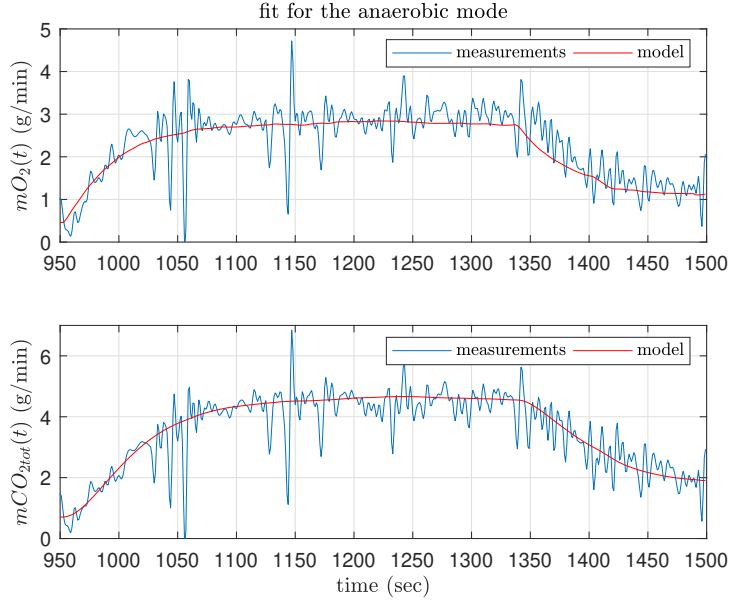 fit for the anaerobic mode
measurements model
5
4
3
2
1
0
mO₂(t) (g/min)
950 1000 1050 1100 1150 1200 1250 1300 1350 1400 1450 1500
measurements model
6
4
2
0
mCO₂tot(t) (g/min)
950 1000 1050 1100 1150 1200 1250 1300 1350 1400 1450 1500
time (sec)